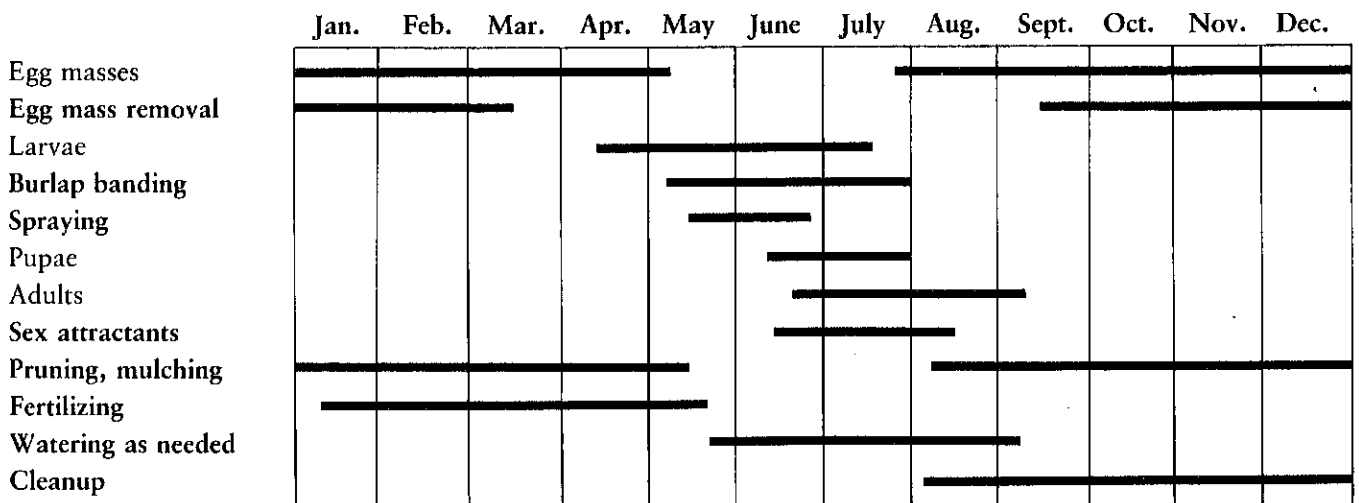 Jan. Feb. Mar. Apr. May June July Aug. Sept. Oct. Nov. Dec.
Egg masses
Egg mass removal
Larvae
Burlap banding
Spraying
Pupae
Adults
Sex attractants
Pruning, mulching
Fertilizing
Watering as needed
Cleanup